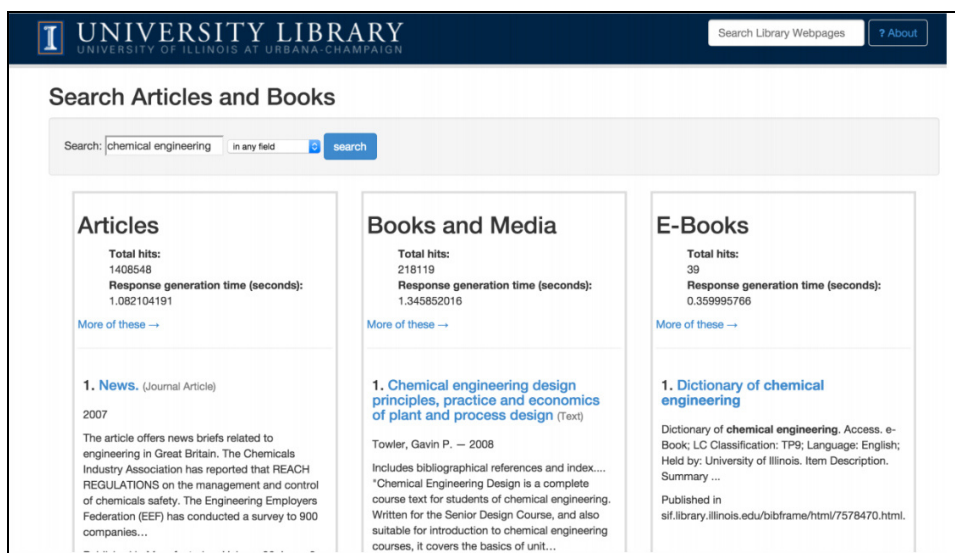 UNIVERSITY LIBRARY
UNIVERSITY OF ILLINOIS AT URBANA-CHAMPAIGN
Search Library Webpages
? About
Search Articles and Books
Search: chemical engineering in any field search
Articles
Total hits:
1408548
Response generation time (seconds):
1.082104191
More of these →
1. News. (Journal Article)
2007
The article offers news briefs related to
engineering in Great Britain. The Chemicals
Industry Association has reported that REACH
REGULATIONS on the management and control
of chemicals safety. The Engineering Employers
Federation (EEF) has conducted a survey to 900
companies...
Books and Media
Total hits:
218119
Response generation time (seconds):
1.345852016
More of these →
1. Chemical engineering design
principles, practice and economics
of plant and process design (Text)
Towler, Gavin P. — 2008
Includes bibliographical references and index....
"Chemical Engineering Design is a complete
course text for students of chemical engineering.
Written for the Senior Design Course, and also
suitable for introduction to chemical engineering
courses, it covers the basics of unit...
E-Books
Total hits:
39
Response generation time (seconds):
0.359995766
More of these →
1. Dictionary of chemical
engineering
Dictionary of chemical engineering. Access. e-
Book; LC Classification: TP9; Language: English;
Held by: University of Illinois. Item Description.
Summary ...
Published in
sif.library.illinois.edu/bibframe/html/7578470.html.